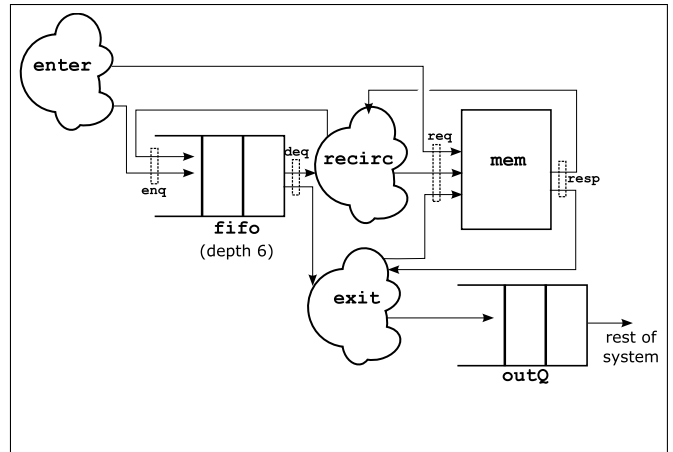 enter
req
deq
recirc
mem
resp
enq
fifo
(depth 6)
exit
rest of
system
outQ